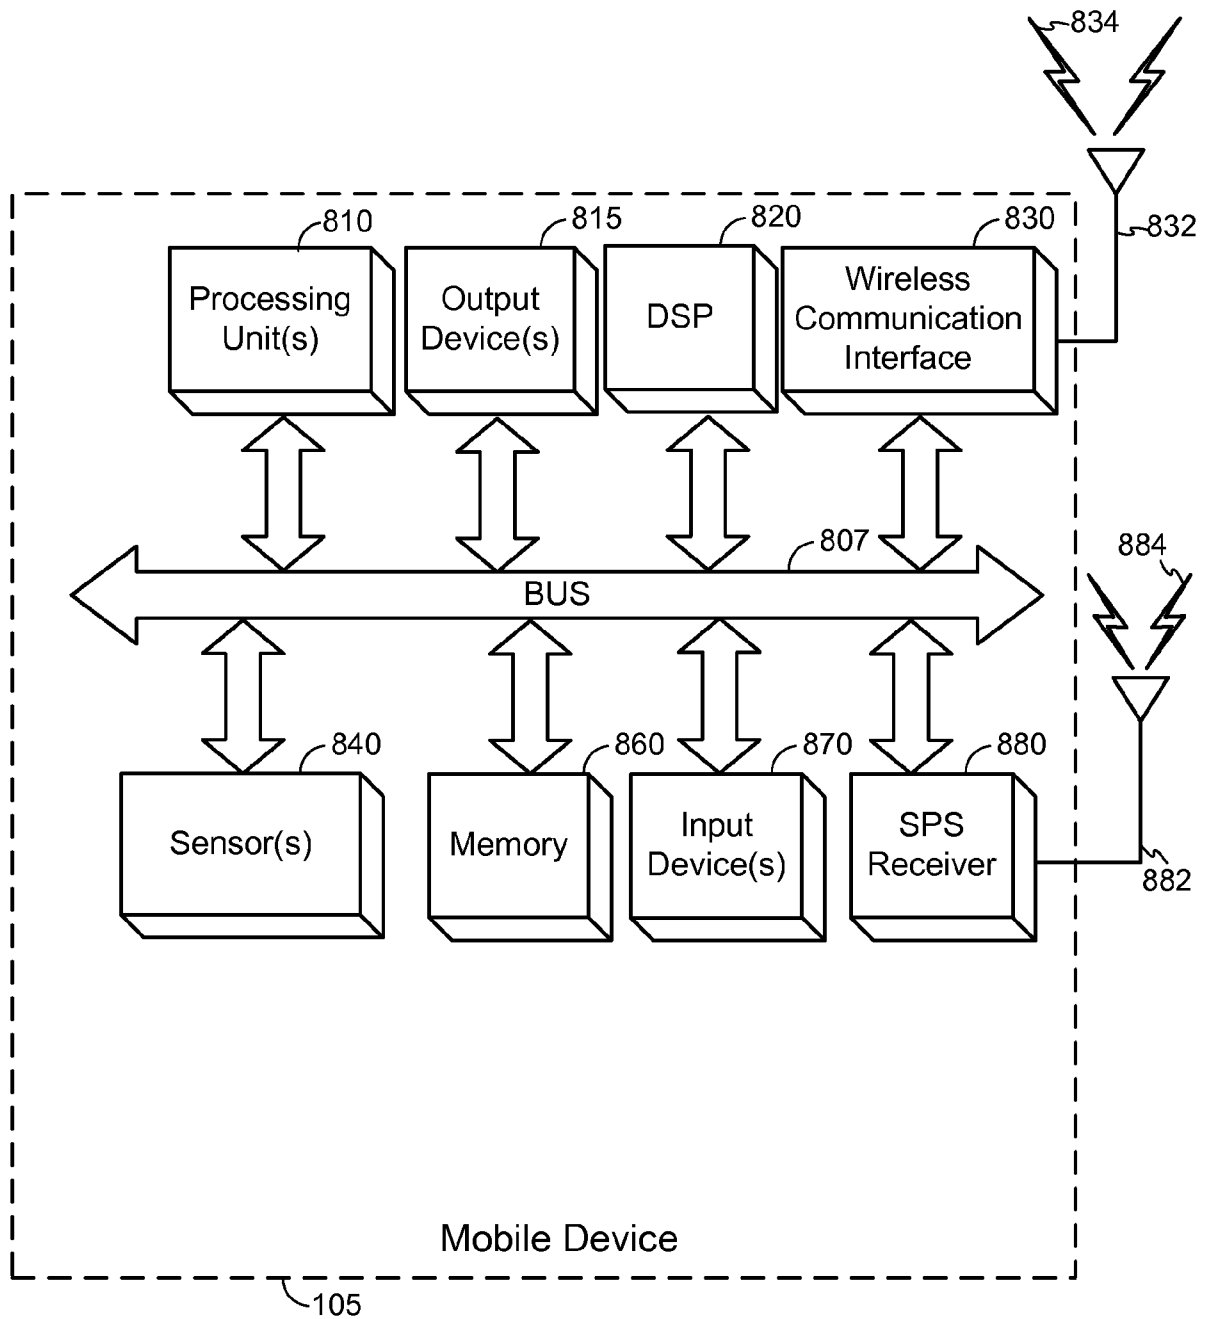 834
810
815
820
830
832
Processing
Unit(s)
Output
Device(s)
DSP
Wireless
Communication
Interface
807
BUS
884
840
860
870
880
Sensor(s)
Memory
Input
Device(s)
SPS
Receiver
882
Mobile Device
105